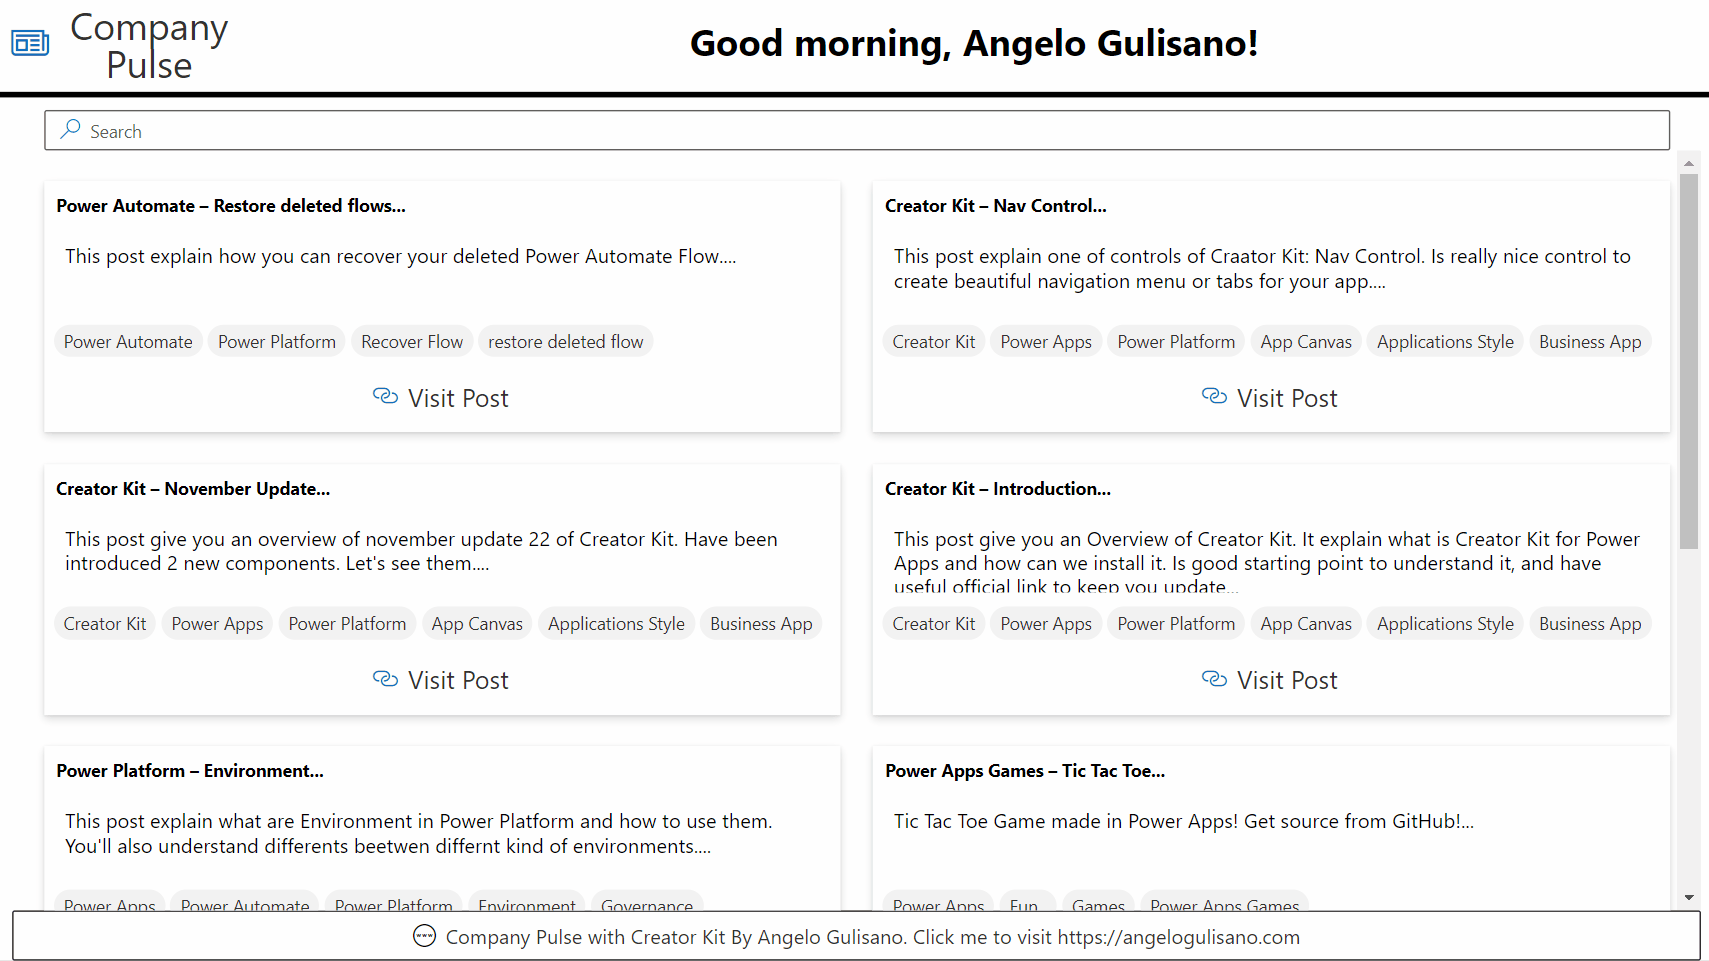 Company
Pulse
Good morning, Angelo Gulisano!
Search
Power Automate – Restore deleted flows...
This post explain how you can recover your deleted Power Automate Flow....
Power Automate Power Platform Recover Flow restore deleted flow
Visit Post
Creator Kit – Nav Control...
This post explain one of controls of Craator Kit: Nav Control. Is really nice control to
create beautiful navigation menu or tabs for your app....
Creator Kit Power Apps Power Platform App Canvas Applications Style Business App
Visit Post
Creator Kit – November Update...
This post give you an overview of november update 22 of Creator Kit. Have been
introduced 2 new components. Let's see them....
Creator Kit Power Apps Power Platform App Canvas Applications Style Business App
Visit Post
Creator Kit – Introduction...
This post give you an Overview of Creator Kit. It explain what is Creator Kit for Power
Apps and how can we install it. Is good starting point to understand it, and have
useful official link to keep you update...
Creator Kit Power Apps Power Platform App Canvas Applications Style Business App
Visit Post
Power Platform – Environment...
This post explain what are Environment in Power Platform and how to use them.
You'll also understand differents beetwen differnt kind of environments....
Power Apps Power Automate Power Platform Environment Governance
Power Apps Games – Tic Tac Toe...
Tic Tac Toe Game made in Power Apps! Get source from GitHub!...
Power Apps Fun Games Power Apps Games
Company Pulse with Creator Kit By Angelo Gulisano. Click me to visit https://angelogulisano.com